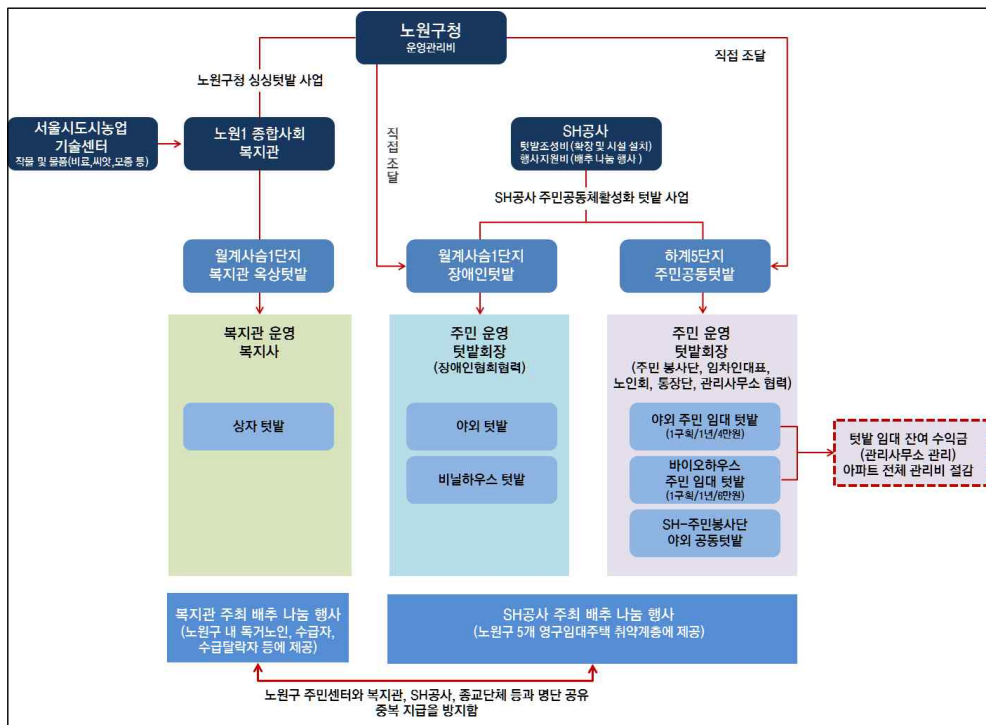 노원구청
운영관리비
직접 조달
노원구청 싱싱텃밭 사업
서울시도시농업
기술센터
작물 및 물품(비료,씨앗,모종 등)
노원1 종합사회
복지관
직접 조달
SH공사
텃밭조성비(확장 및 시설 설치)
행사지원비(배추 나눔 행사 )
SH공사 주민공동체활성화 텃밭 사업
월계사슴1단지
복지관 옥상텃밭
월계사슴1단지
장애인텃밭
하계5단지
주민공동텃밭
복지관 운영
복지사
상자 텃밭
주민 운영
텃밭회장
(장애인협회협력)
야외 텃밭
비닐하우스 텃밭
주민 운영
텃밭회장
(주민 봉사단, 임차인대표,
노인회, 통장단, 관리사무소 협력)
야외 주민 임대 텃밭
(1구획/1년/4만원)
바이오하우스
주민 임대 텃밭
(1구획/1년/6만원)
SH-주민봉사단
야외 공동텃밭
텃밭 임대 잔여 수익금
(관리사무소 관리)
아파트 전체 관리비 절감
복지관 주최 배추 나눔 행사
(노원구 내 독거노인, 수급자,
수급탈락자 등에 제공)
SH공사 주최 배추 나눔 행사
(노원구 5개 영구임대주택 취약계층에 제공)
노원구 주민센터와 복지관, SH공사, 종교단체 등과 명단 공유
중복 지급을 방지함